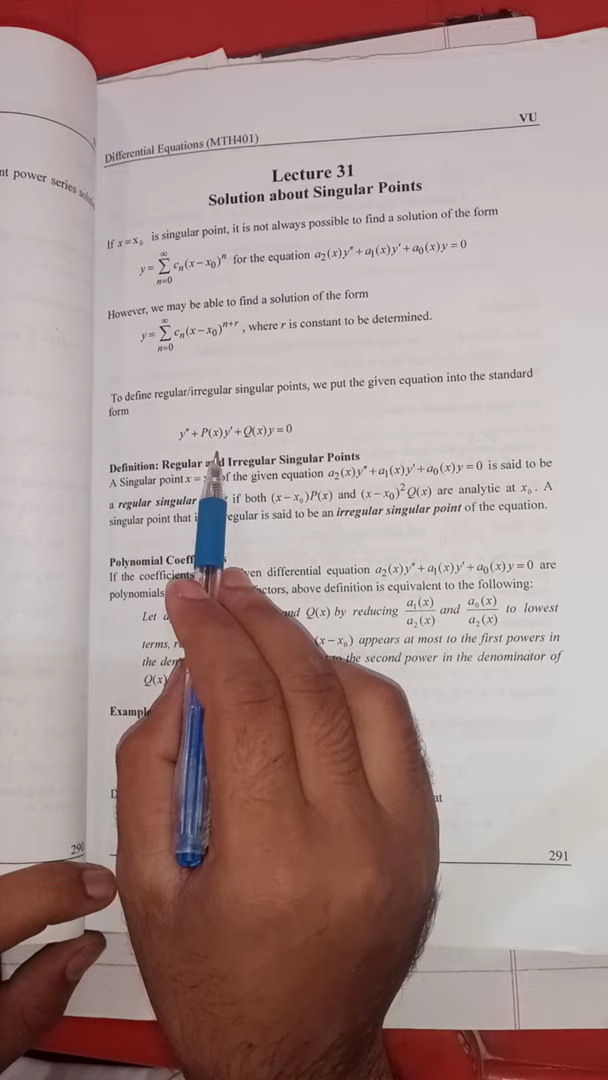 nt power series
Differential Equations (MTH401)
VU
Lecture 31
Solution about Singular Points
If x = x₀ is singular point, it is not always possible to find a solution of the form
y = ∑_{n=0}^{∞} cₙ(x−x₀)ⁿ for the equation a₂(x)y″ + a₁(x)y′ + a₀(x)y = 0
However, we may be able to find a solution of the form
y = ∑_{n=0}^{∞} cₙ(x−x₀)ⁿ⁺ʳ, where r is constant to be determined.
To define regular/irregular singular points, we put the given equation into the standard
form
y″ + P(x)y′ + Q(x)y = 0
Definition: Regular Irregular Singular Points
A Singular point x = of the given equation a₂(x)y″ + a₁(x)y′ + a₀(x)y = 0 is said to be
a regular singular if both (x−x₀)P(x) and (x−x₀)²Q(x) are analytic at x₀. A
singular point that regular is said to be an irregular singular point of the equation.
Polynomial
If the coefficients differential equation a₂(x)y″ + a₁(x)y′ + a₀(x)y = 0 are
polynomials above definition is equivalent to the following:
Let and Q(x) by reducing a₁(x)/a₂(x) and a₀(x)/a₂(x) to lowest
terms, (x−x₀) appears at most to the first powers in
the the second power in the denominator of
Q(x)
290
291